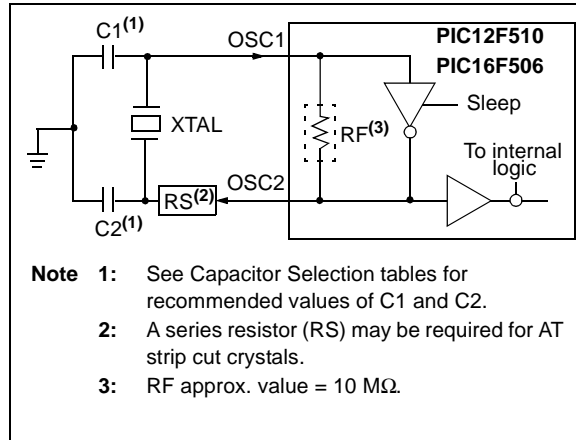 C1(1)
OSC1
PIC12F510
PIC16F506
Sleep
XTAL
RF(3)
To internal
logic
OSC2
RS(2)
C2(1)
Note 1: See Capacitor Selection tables for
recommended values of C1 and C2.
2: A series resistor (RS) may be required for AT
strip cut crystals.
3: RF approx. value = 10 MΩ.